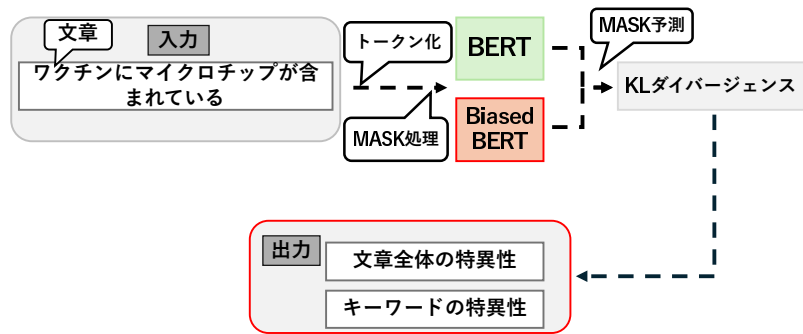 文章
入力
ワクチンにマイクロチップが含
まれている
トークン化
MASK処理
BERT
Biased
BERT
MASK予測
KLダイバージェンス
出力
文章全体の特異性
キーワードの特異性